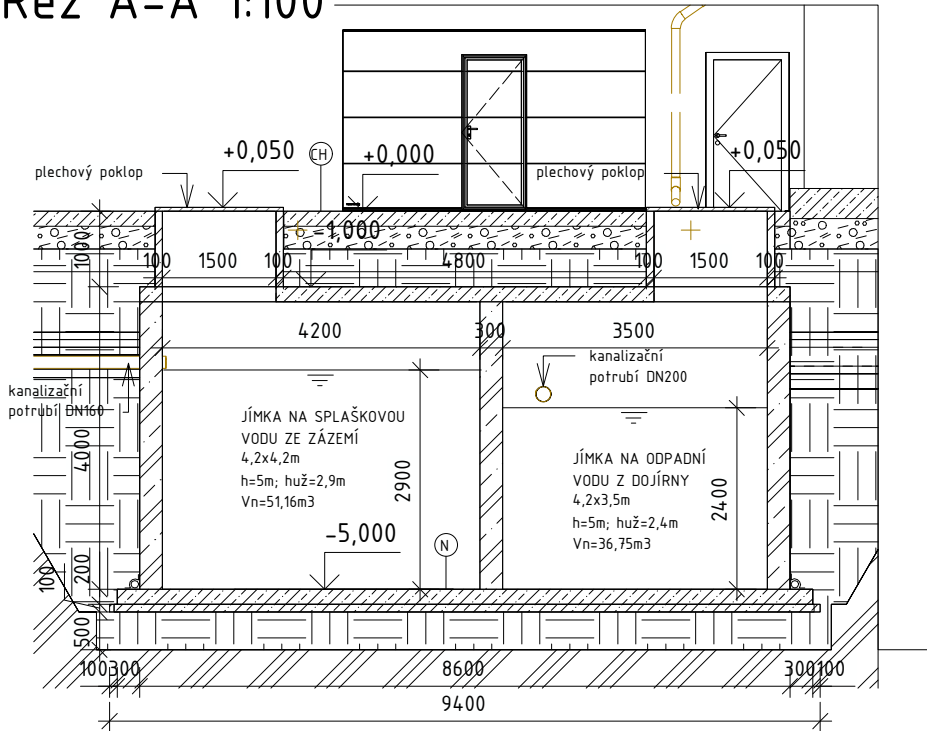 Řez A-A 1:100
+0,050
CH
+0,000
+0,050
plechový poklop
plechový poklop
-1,000
1000
100
1500
100
4800
100
1500
100
4200
300
3500
kanalizační
potrubí DN200
kanalizační
potrubí DN160
JÍMKA NA SPLAŠKOVOU
VODU ZE ZÁZEMÍ
4,2x4,2m
h=5m; huž=2,9m
Vn=51,16m3
2900
JÍMKA NA ODPADNÍ
VODU Z DOJÍRNY
4,2x3,5m
h=5m; huž=2,4m
Vn=36,75m3
2400
4000
-5,000
N
100
200
500
100
300
8600
300
100
9400